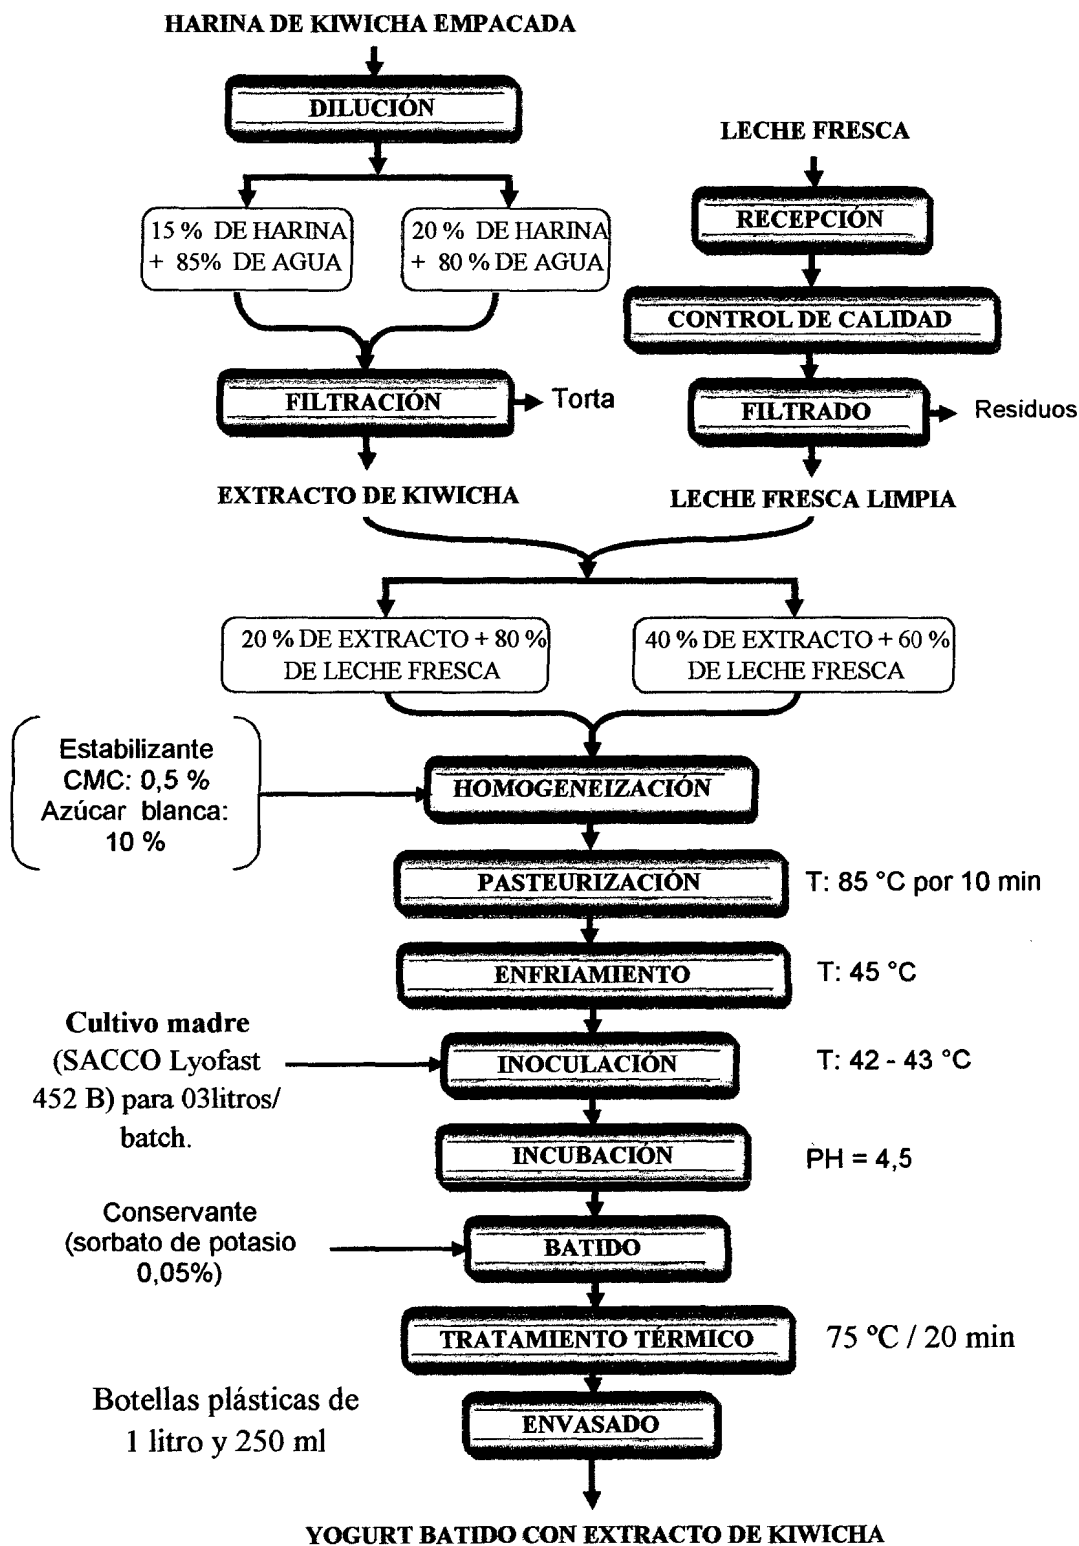 HARINA DE KIWICHA EMPACADA
DILUCIÓN
15 % DE HARINA
+ 85% DE AGUA
20 % DE HARINA
+ 80 % DE AGUA
FILTRACIÓN
Torta
EXTRACTO DE KIWICHA
LECHE FRESCA
RECEPCIÓN
CONTROL DE CALIDAD
FILTRADO
Residuos
LECHE FRESCA LIMPIA
20 % DE EXTRACTO + 80 %
DE LECHE FRESCA
40 % DE EXTRACTO + 60 %
DE LECHE FRESCA
Estabilizante
CMC: 0,5 %
Azúcar blanca:
10 %
HOMOGENEIZACIÓN
PASTEURIZACIÓN
T: 85 °C por 10 min
ENFRIAMIENTO
T: 45 °C
Cultivo madre
(SACCO Lyofast
452 B) para 03litros/
batch.
INOCULACIÓN
T: 42 - 43 °C
INCUBACIÓN
PH = 4,5
Conservante
(sorbato de potasio
0,05%)
BATIDO
TRATAMIENTO TÉRMICO
75 ºC / 20 min
Botellas plásticas de
1 litro y 250 ml
ENVASADO
YOGURT BATIDO CON EXTRACTO DE KIWICHA